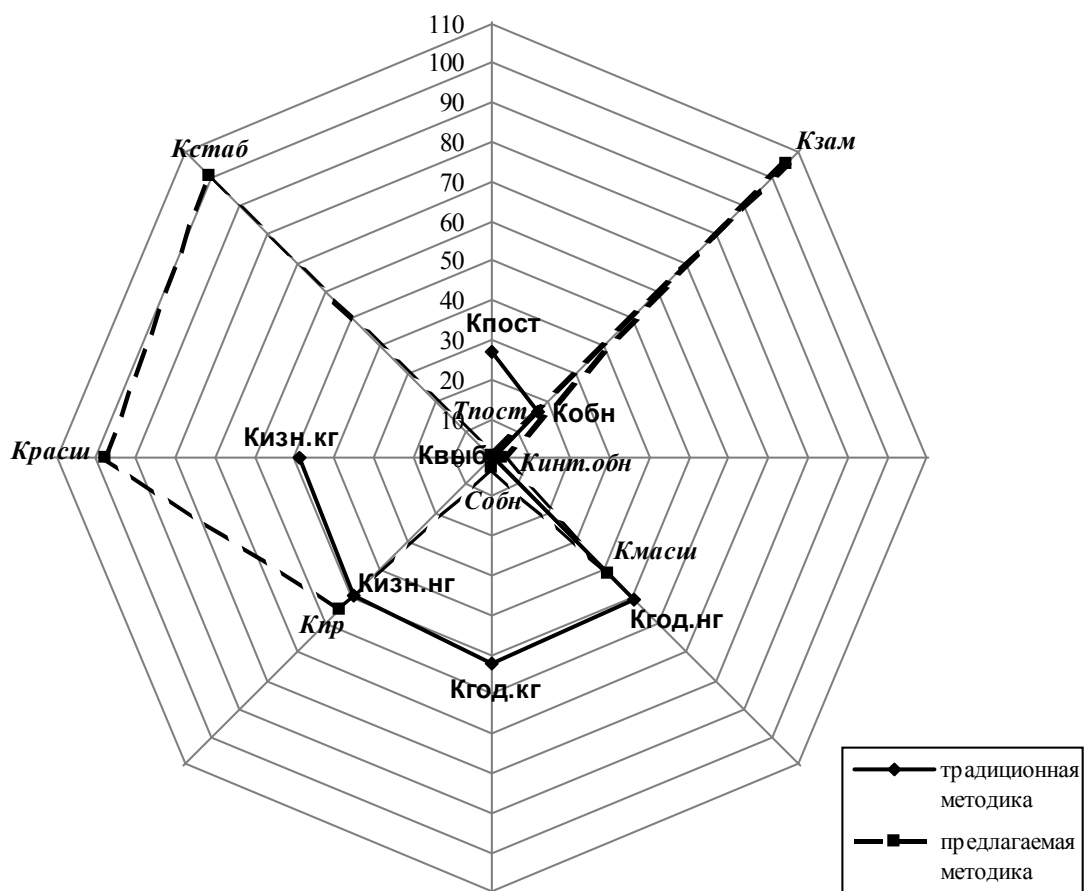 110
100
90
80
70
60
50
40
30
20
10
0
Кстаб
Кзам
Кпост
Тпост
Кобн
Красш
Кизн.кг
Квыб
Кинт.обн
Собн
Кмасш
Кизн.нг
Кпр
Кгод.нг
Кгод.кг
традиционная
методика
предлагаемая
методика